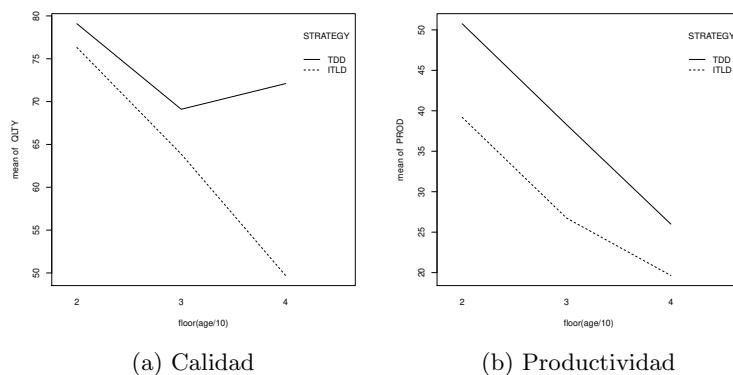 mean of QLTY
80
75
70
65
60
55
50
2 3 4
floor(age/10)
STRATEGY
TDD
ITLD
(a) Calidad
mean of PROD
50
45
40
35
30
25
20
2 3 4
floor(age/10)
STRATEGY
TDD
ITLD
(b) Productividad